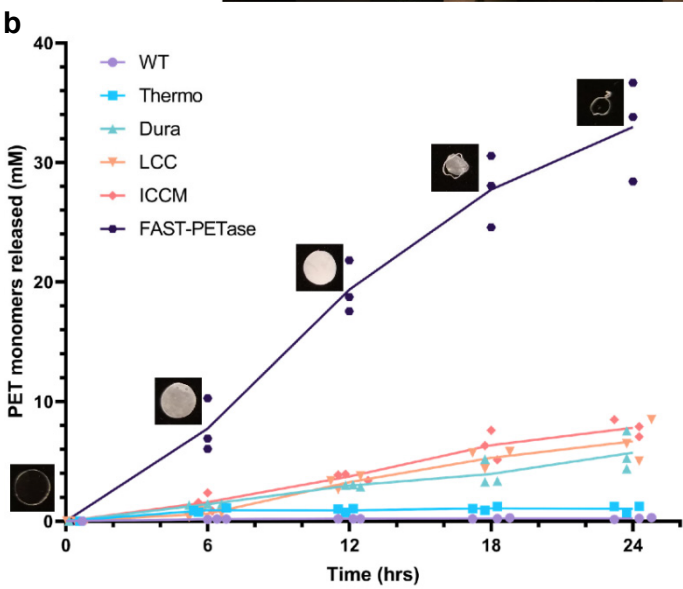 b
PET monomers released (mM)
40
30
20
10
0
WT
Thermo
Dura
LCC
ICCM
FAST-PETase
0 6 12 18 24
Time (hrs)